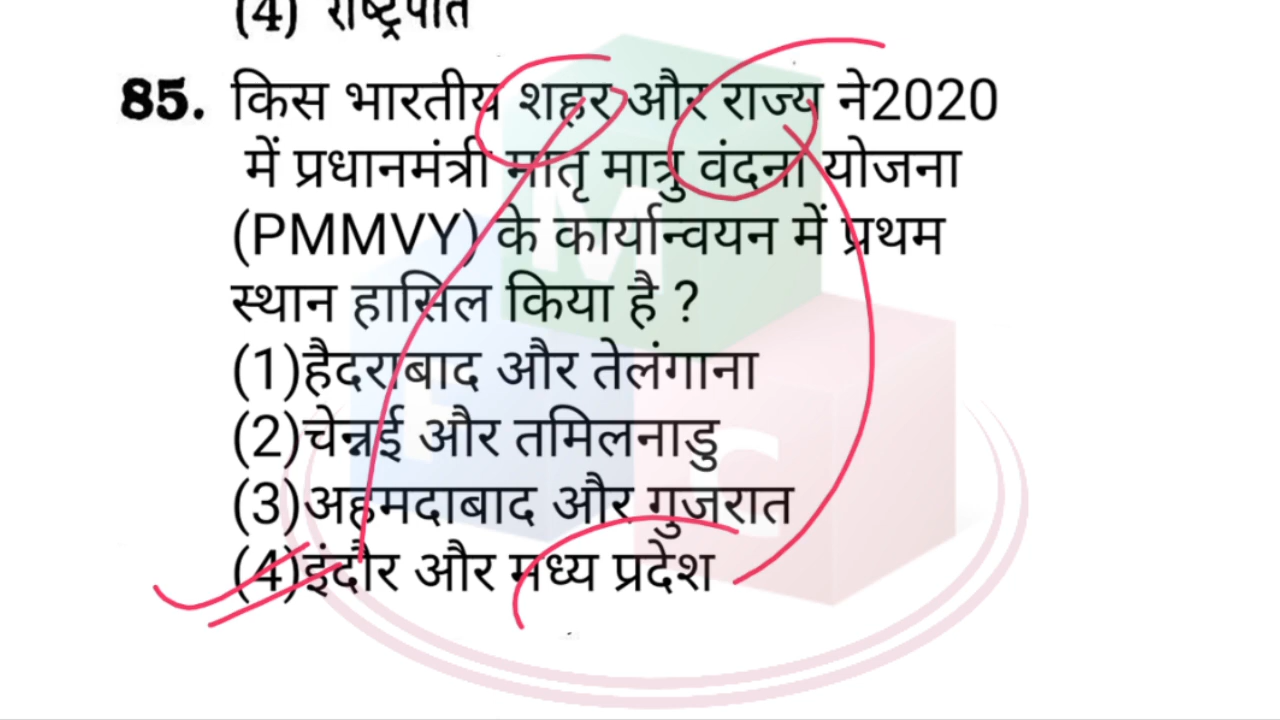 (4) राष्ट्रपति
85. किस भारतीय शहर और राज्य ने2020
में प्रधानमंत्री मातृ मात्रु वंदना योजना
(PMMVY) के कार्यान्वयन में प्रथम
स्थान हासिल किया है ?
(1)हैदराबाद और तेलंगाना
(2)चेन्नई और तमिलनाडु
(3)अहमदाबाद और गुजरात
(4)इंदौर और मध्य प्रदेश